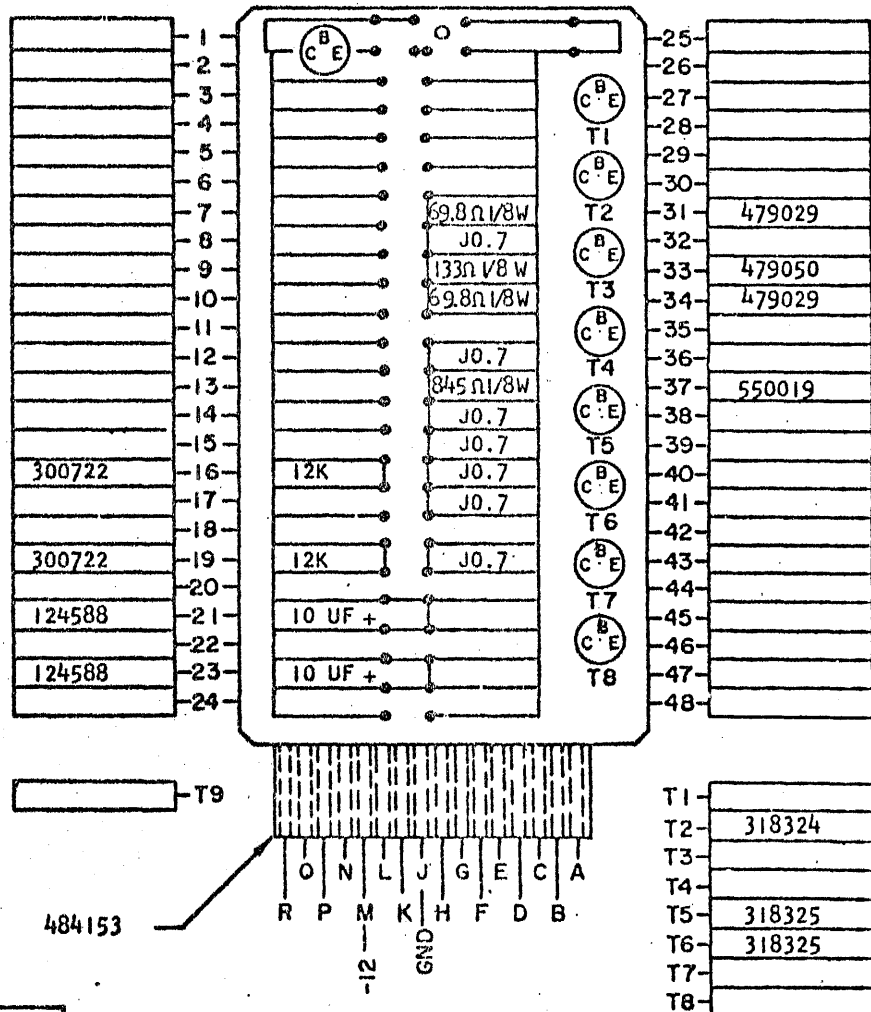 1
2
3
4
5
6
7
8
9
10
11
12
13
14
15
300722 16
17
18
300722 19
20
124588 21
22
124588 23
24
B
C E
69.8Ω 1/8W
J0.7
133Ω 1/8W
69.8Ω 1/8W
J0.7
845Ω 1/8W
J0.7
J0.7
12K J0.7
J0.7
12K J0.7
10 UF +
10 UF +
B
C E
T1
B
C E
T2
B
C E
T3
B
C E
T4
B
C E
T5
B
C E
T6
B
C E
T7
B
C E
T8
25
26
27
28
29
30
31 479029
32
33 479050
34 479029
35
36
37 550019
38
39
40
41
42
43
44
45
46
47
48
T9
484153
Q N L J G E C A
R P M K H F D B
-12
GND
T1
T2 318324
T3
T4
T5 318325
T6 318325
T7
T8